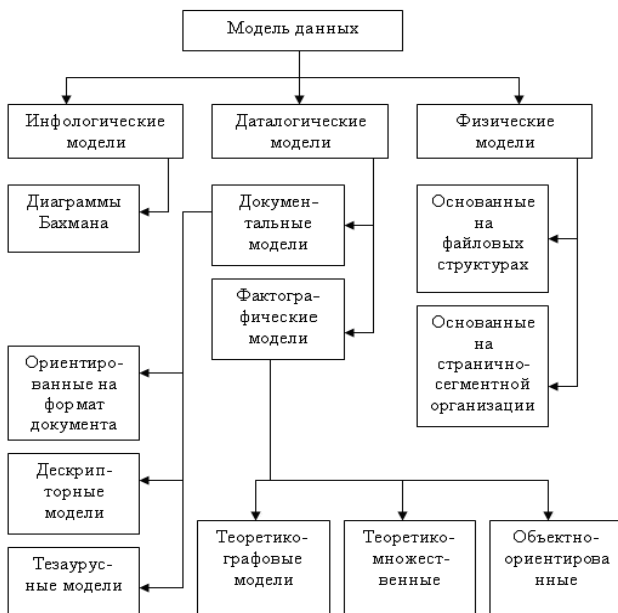 Модель данных
Инфологические
модели
Даталогические
модели
Физические
модели
Диаграммы
Бахмана
Докумен-
тальные
модели
Основанные
на
файловых
структурах
Фактогра-
фические
модели
Основанные
на
странично-
сегментной
организации
Ориентиро-
ванные на
формат
документа
Дескрип-
торные
модели
Тезаурус-
ные модели
Теоретико-
графовые
модели
Теоретико-
множест-
венные
Объектно-
ориентирова
нные